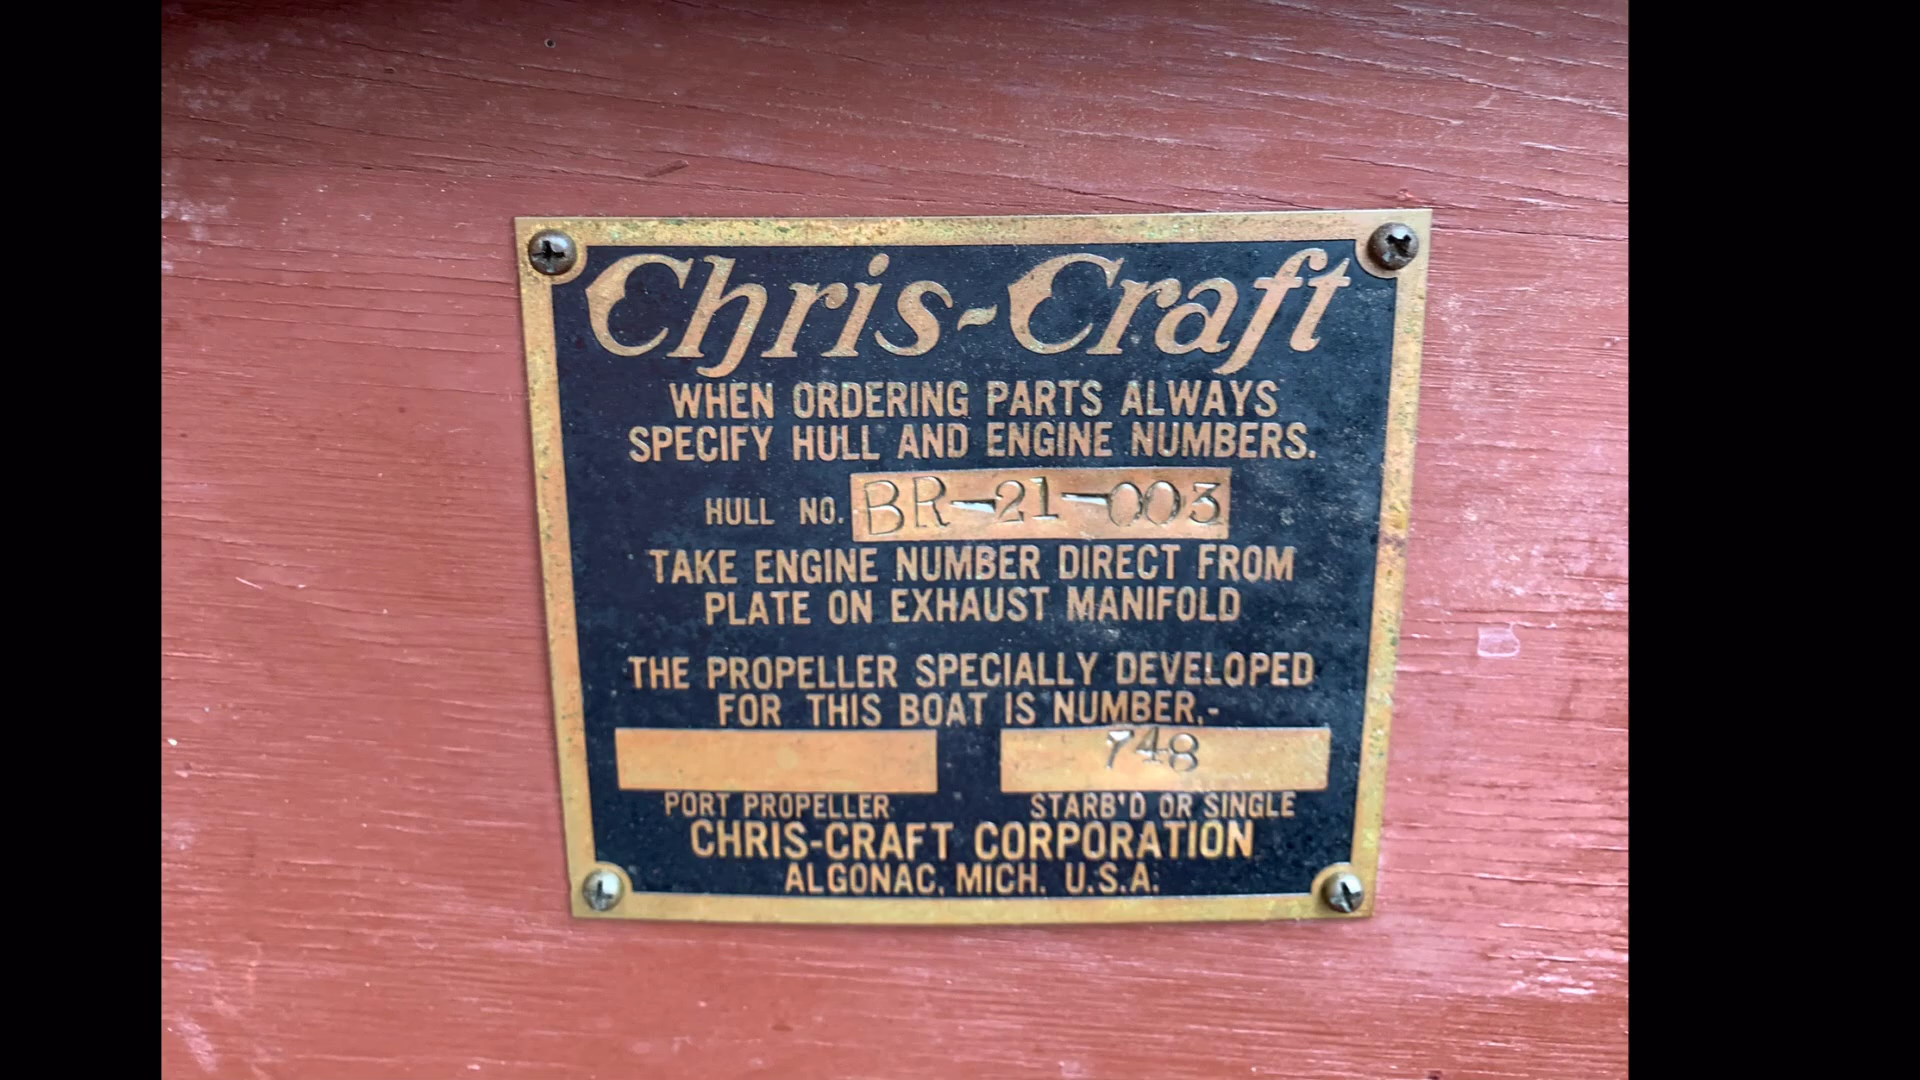 Chris-Craft
WHEN ORDERING PARTS ALWAYS
SPECIFY HULL AND ENGINE NUMBERS.
HULL NO. BR-21-003
TAKE ENGINE NUMBER DIRECT FROM
PLATE ON EXHAUST MANIFOLD
THE PROPELLER SPECIALLY DEVELOPED
FOR THIS BOAT IS NUMBER.-
748
PORT PROPELLER STARB'D OR SINGLE
CHRIS-CRAFT CORPORATION
ALGONAC, MICH. U.S.A.